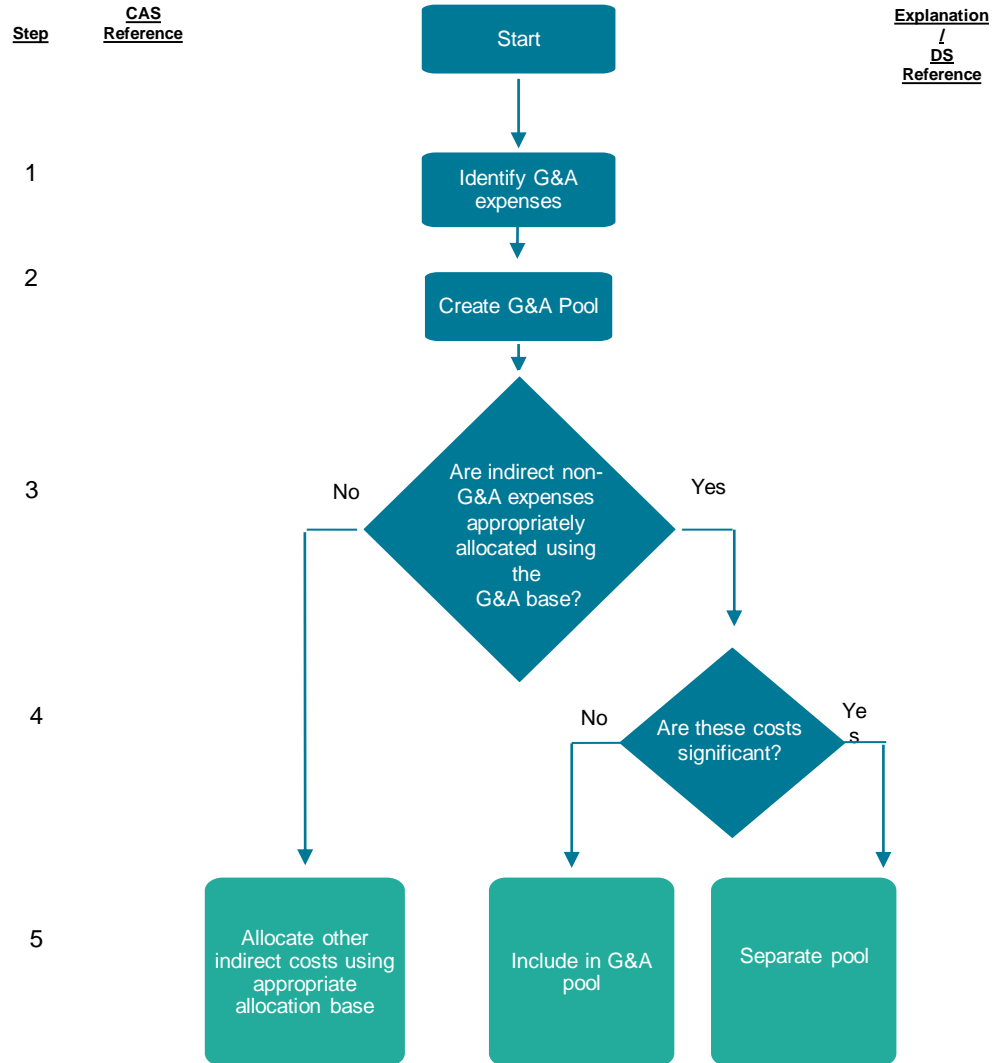 Step
CAS
Reference
Start
Explanation
/
DS
Reference
1
Identify G&A
expenses
2
Create G&A Pool
3
No
Are indirect non-
G&A expenses
appropriately
allocated using
the
G&A base?
Yes
4
No
Are these costs
significant?
Ye
s
5
Allocate other
indirect costs using
appropriate
allocation base
Include in G&A
pool
Separate pool